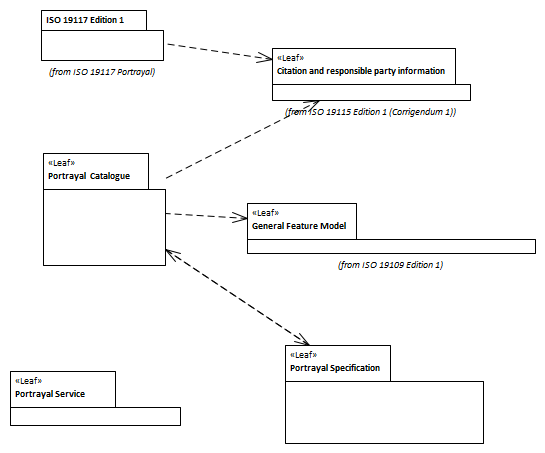 ISO 19117 Edition 1
(from ISO 19117 Portrayal)
«Leaf»
Citation and responsible party information
(from ISO 19115 Edition 1 (Corrigendum 1))
«Leaf»
Portrayal Catalogue
«Leaf»
General Feature Model
(from ISO 19109 Edition 1)
«Leaf»
Portrayal Specification
«Leaf»
Portrayal Service